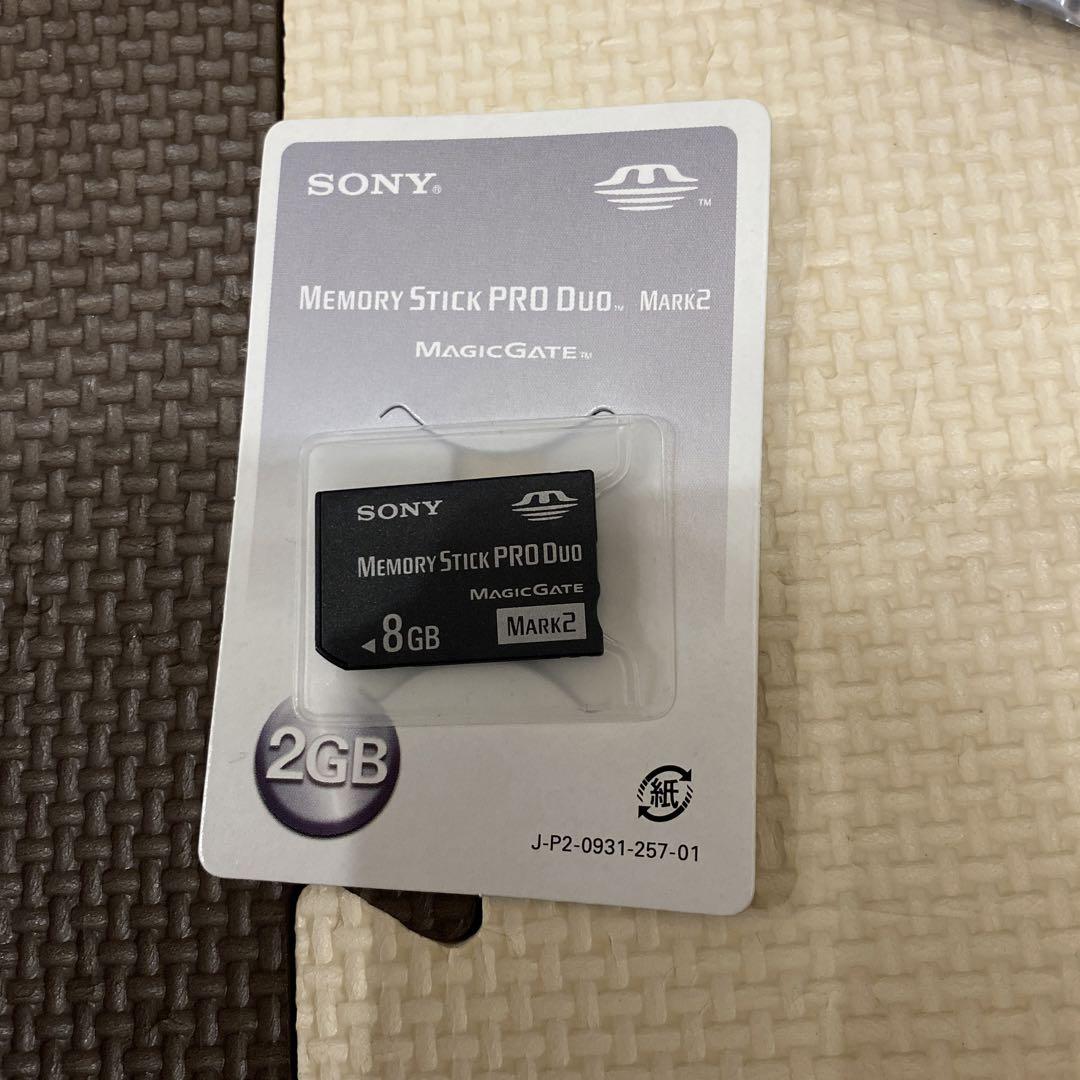 SONY®
™
MEMORY STICK PRO DUO™ MARK2
MAGICGATE™
SONY
MEMORY STICK PRO DUO
MAGICGATE
◄8GB
MARK2
2GB
紙
J-P2-0931-257-01